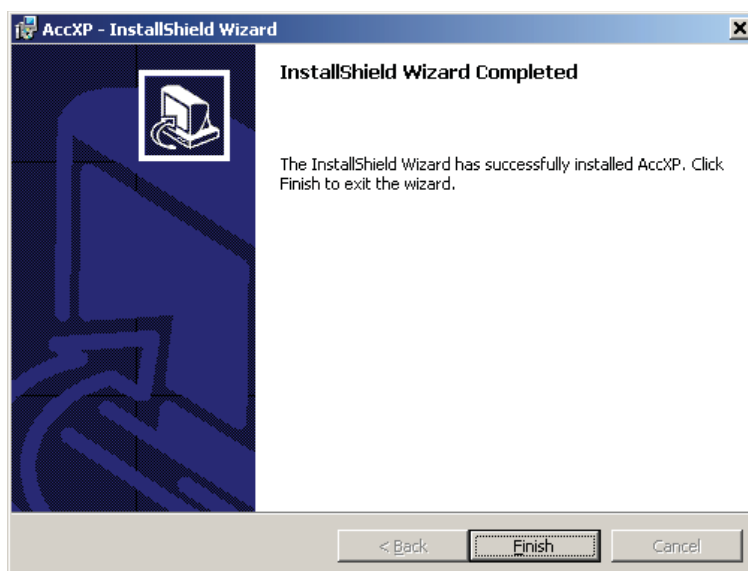 AccXP - InstallShield Wizard
InstallShield Wizard Completed
The InstallShield Wizard has successfully installed AccXP. Click
Finish to exit the wizard.
< Back
Finish
Cancel